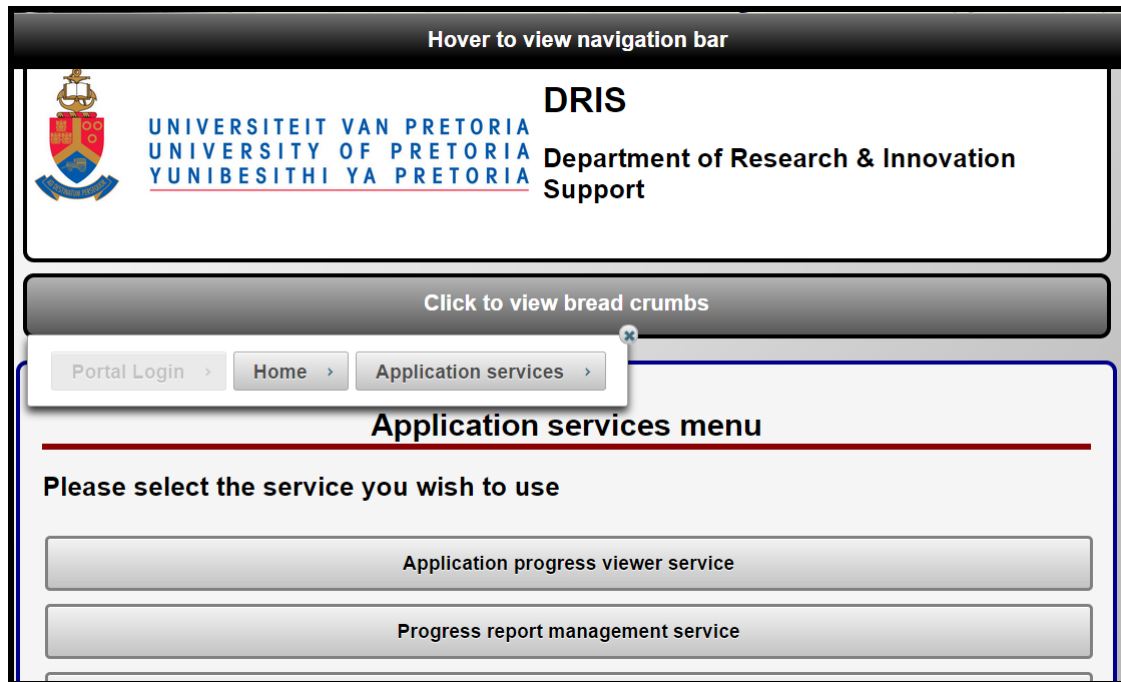 Hover to view navigation bar
DRIS
UNIVERSITEIT VAN PRETORIA
UNIVERSITY OF PRETORIA
YUNIBESITHI YA PRETORIA
Department of Research & Innovation
Support
Click to view bread crumbs
Portal Login
Home
Application services
Application services menu
Please select the service you wish to use
Application progress viewer service
Progress report management service